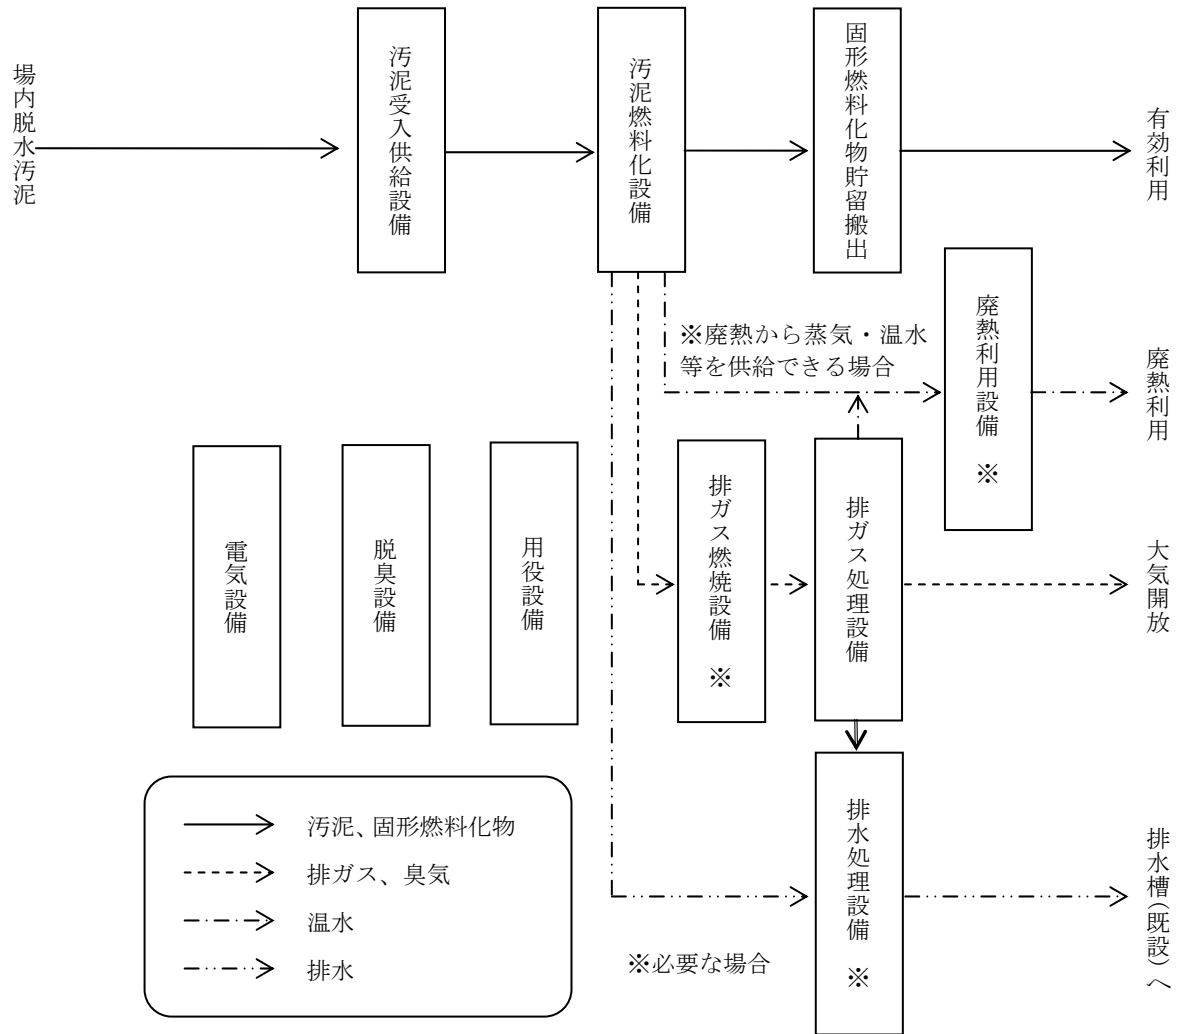 場内脱水汚泥
汚泥受入供給設備
汚泥燃料化設備
固形燃料化物貯留搬出
有効利用
※廃熱から蒸気・温水
等を供給できる場合
廃熱利用設備 ※
廃熱利用
電気設備
脱臭設備
用役設備
排ガス燃焼設備 ※
排ガス処理設備
大気開放
汚泥、固形燃料化物
排ガス、臭気
温水
排水
※必要な場合
排水処理設備 ※
排水槽(既設)へ